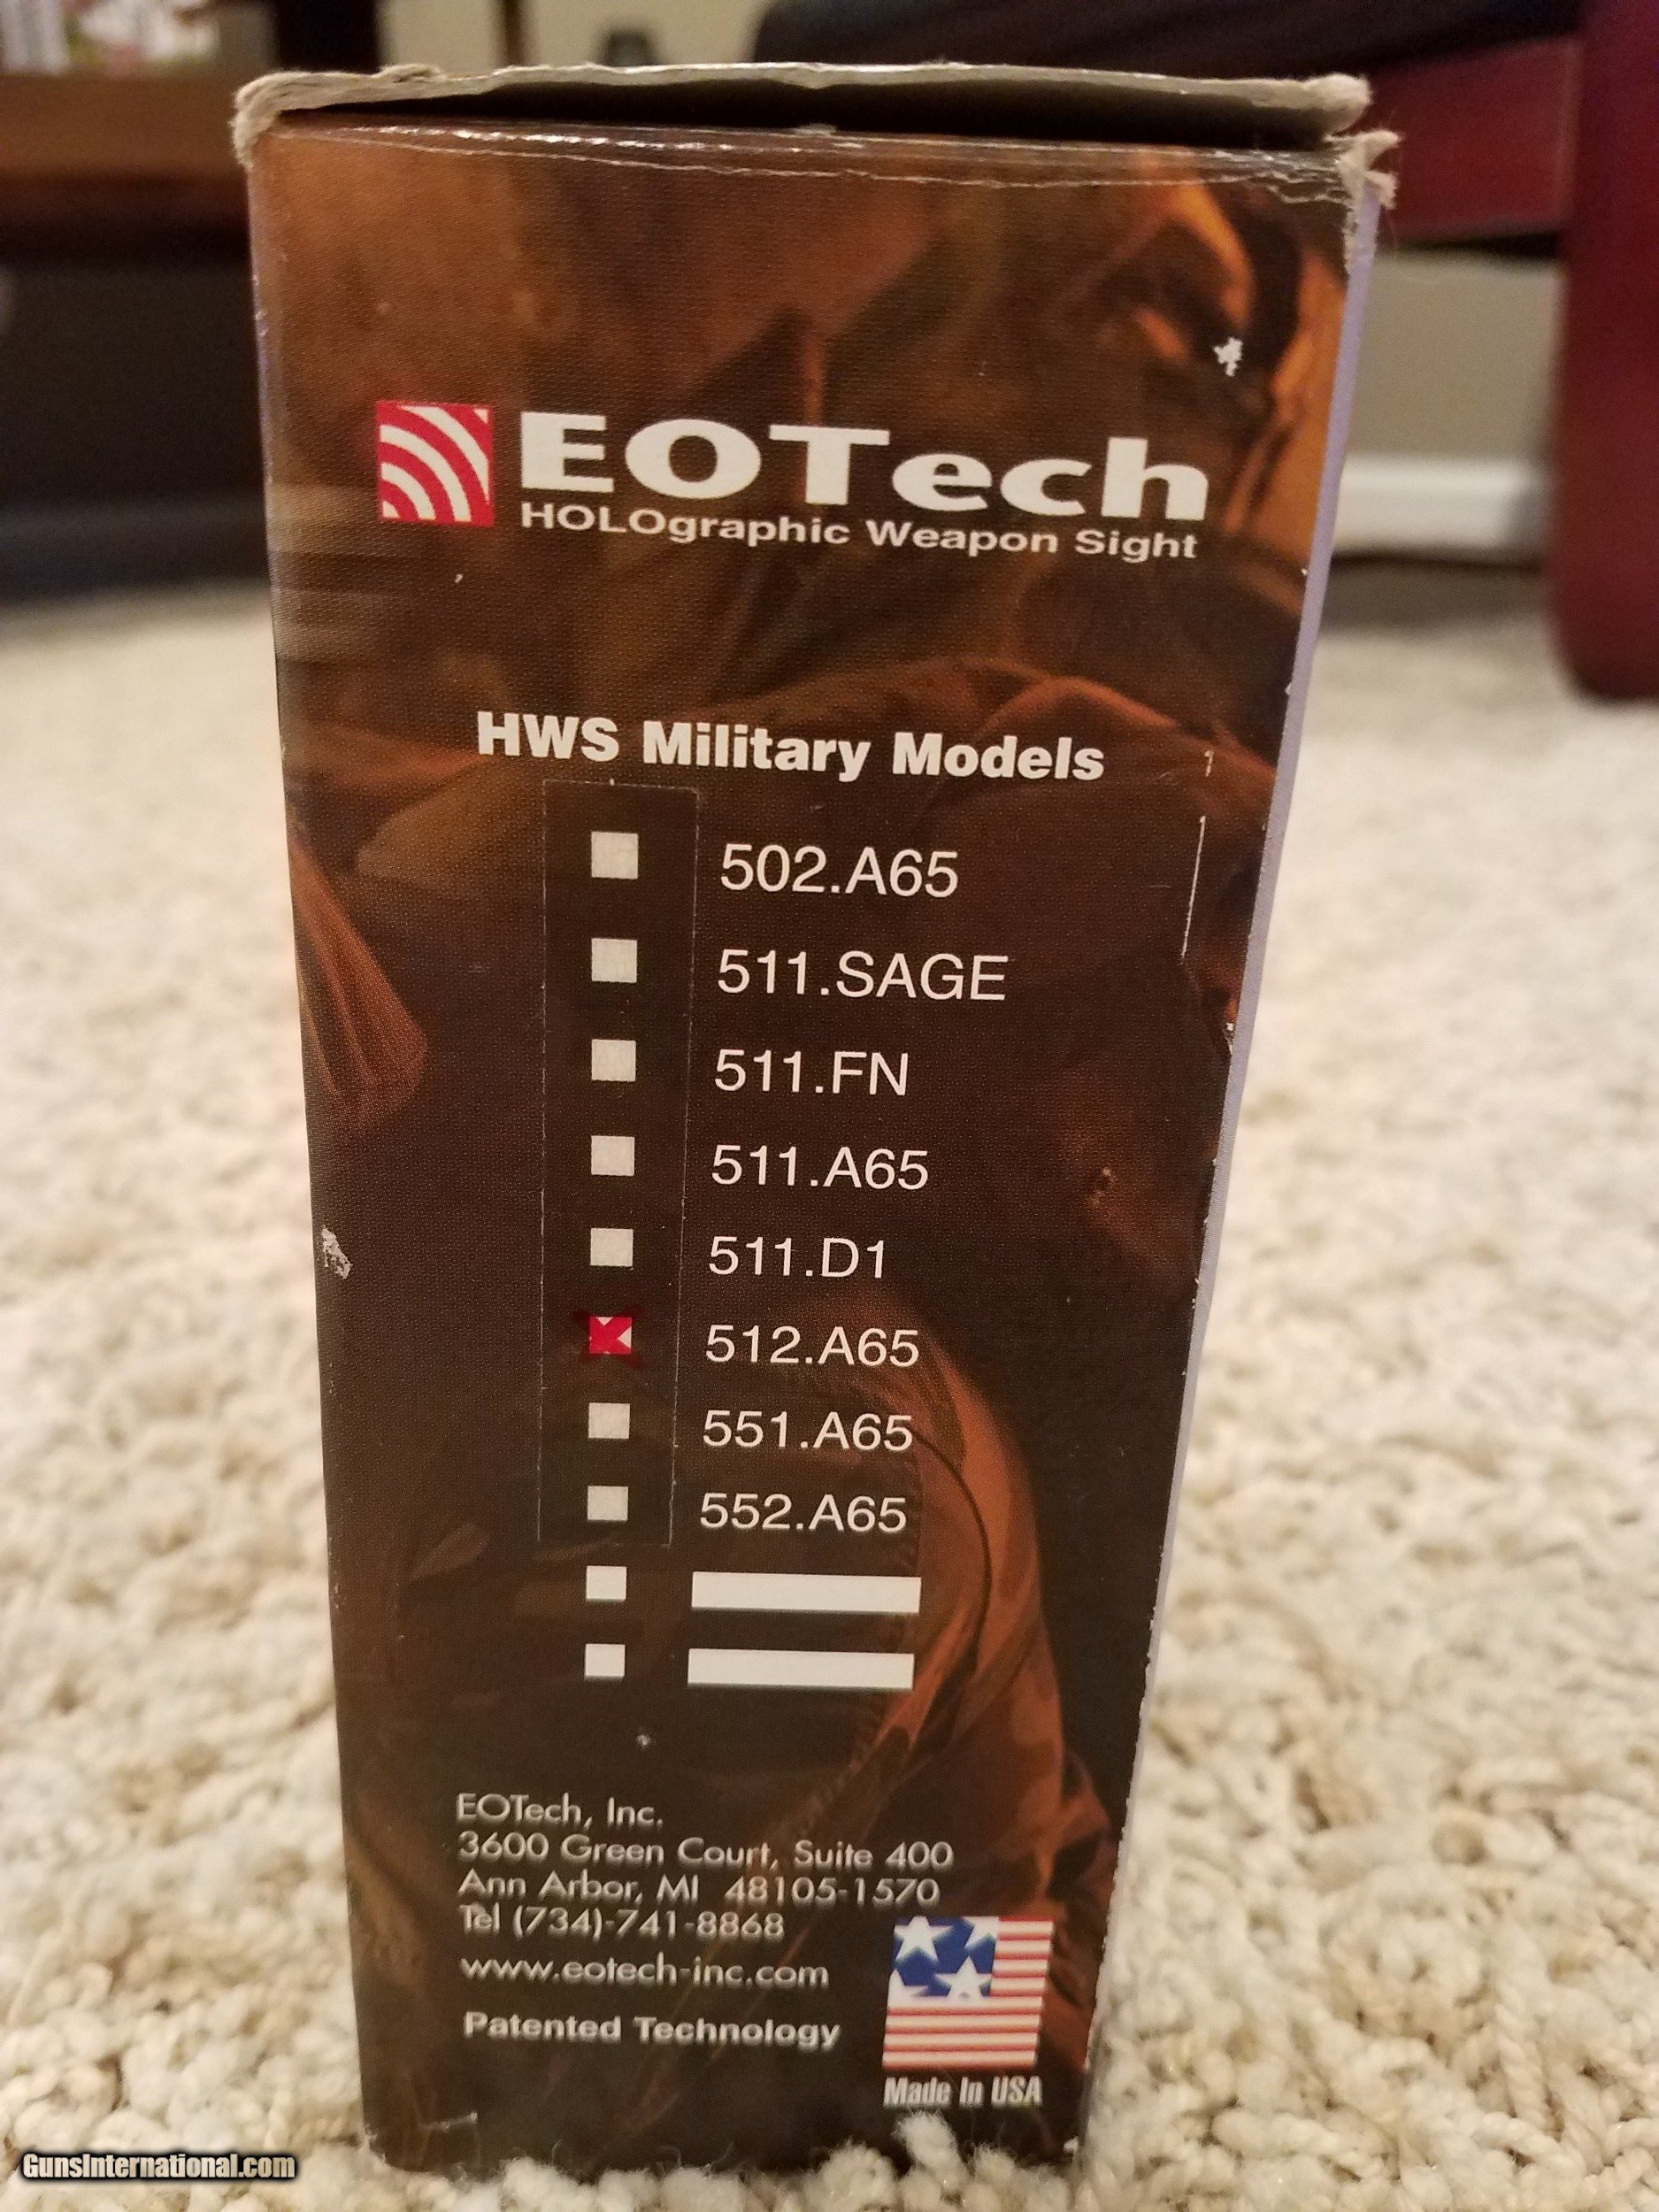 EOTech
HOLOgraphic Weapon Sight
HWS Military Models
502.A65
511.SAGE
511.FN
511.A65
511.D1
512.A65
551.A65
552.A65
EOTech, Inc.
3600 Green Court, Suite 400
Ann Arbor, MI 48105-1570
Tel (734)-741-8868
www.eotech-inc.com
Patented Technology
Made In USA
GunsInternational.com